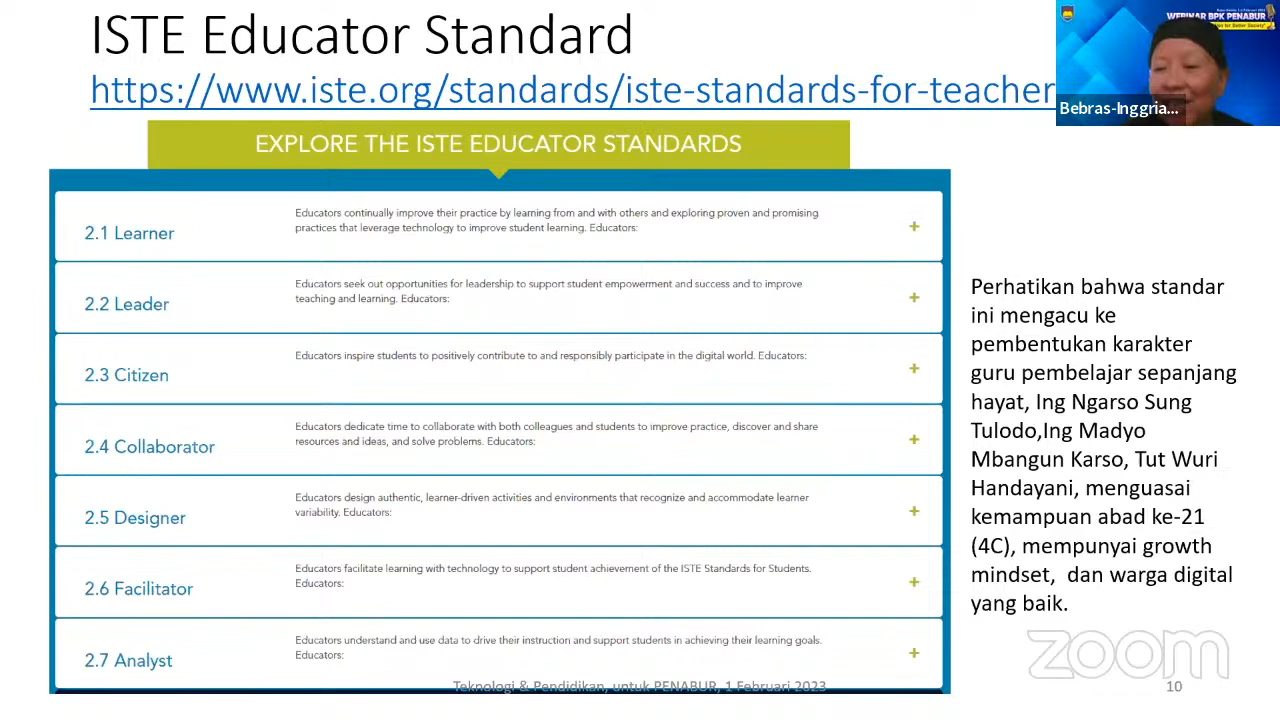 ISTE Educator Standard
https://www.iste.org/standards/iste-standards-for-teacher
WEBINAR BPK PENABUR
for Better Society"
Bebras-Inggria...
EXPLORE THE ISTE EDUCATOR STANDARDS
2.1 Learner
Educators continually improve their practice by learning from and with others and exploring proven and promising
practices that leverage technology to improve student learning. Educators:
+
2.2 Leader
Educators seek out opportunities for leadership to support student empowerment and success and to improve
teaching and learning. Educators:
+
2.3 Citizen
Educators inspire students to positively contribute to and responsibly participate in the digital world. Educators:
+
2.4 Collaborator
Educators dedicate time to collaborate with both colleagues and students to improve practice, discover and share
resources and ideas, and solve problems. Educators:
+
2.5 Designer
Educators design authentic, learner-driven activities and environments that recognize and accommodate learner
variability. Educators:
+
2.6 Facilitator
Educators facilitate learning with technology to support student achievement of the ISTE Standards for Students.
Educators:
+
2.7 Analyst
Educators understand and use data to drive their instruction and support students in achieving their learning goals.
Educators:
+
Perhatikan bahwa standar
ini mengacu ke
pembentukan karakter
guru pembelajar sepanjang
hayat, Ing Ngarso Sung
Tulodo,Ing Madyo
Mbangun Karso, Tut Wuri
Handayani, menguasai
kemampuan abad ke-21
(4C), mempunyai growth
mindset,  dan warga digital
yang baik.
zoom
Teknologi & Pendidikan, untuk PENABUR, 1 Februari 2023
10